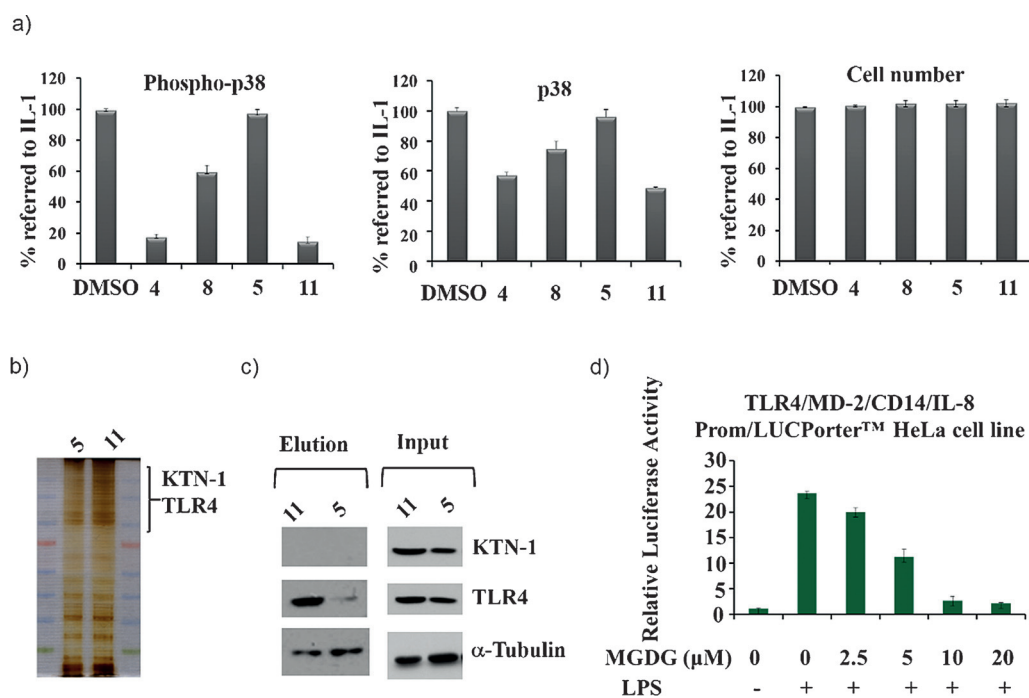 a)
Phospho-p38
% referred to IL-1
120
100
80
60
40
20
0
DMSO 4 8 5 11
p38
% referred to IL-1
120
100
80
60
40
20
0
DMSO 4 8 5 11
Cell number
% referred to IL-1
120
100
80
60
40
20
0
DMSO 4 8 5 11
b)
5 11
KTN-1
TLR4
c)
Elution Input
11 5 11 5
KTN-1
TLR4
α-Tubulin
d)
TLR4/MD-2/CD14/IL-8
Prom/LUCPorter™ HeLa cell line
Relative Luciferase Activity
30
25
20
15
10
5
0
MGDG (μM) 0 0 2.5 5 10 20
LPS - + + + + +